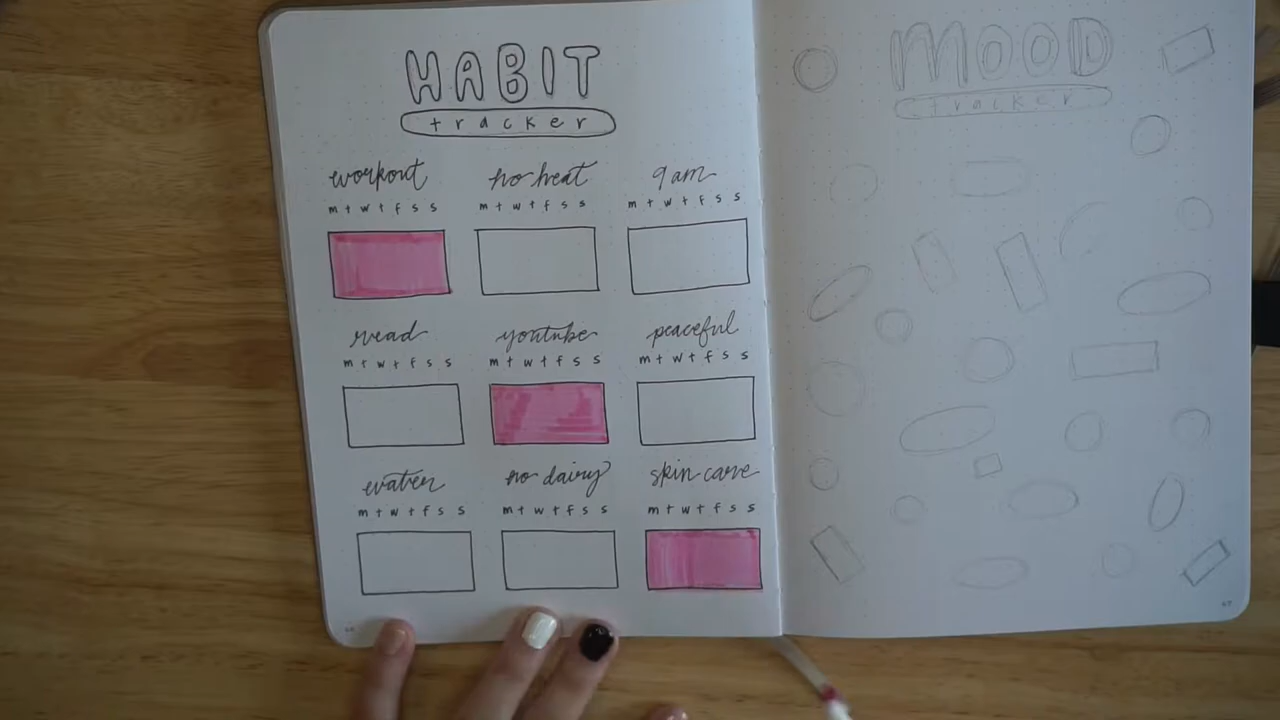 HABIT
tracker
workout no heat 9am
m t w t f s s m t w t f s s m t w t f s s
read youtube peaceful
m t w t f s s m t w t f s s m t w t f s s
water no dairy skin care
m t w t f s s m t w t f s s m t w t f s s
MOOD
tracker